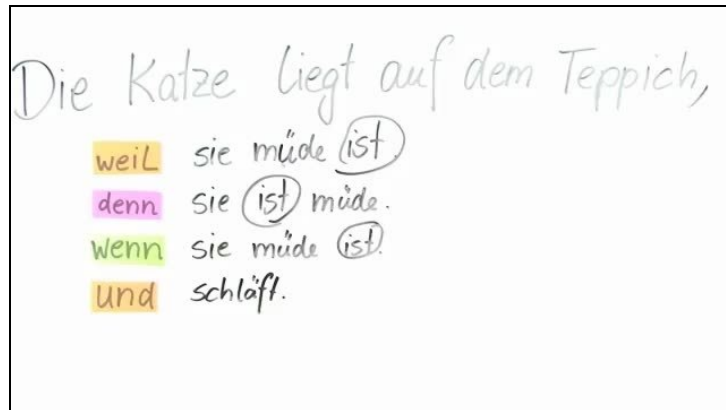 Die Katze liegt auf dem Teppich,
weil sie müde ist.
denn sie ist müde.
wenn sie müde ist.
und schläft.